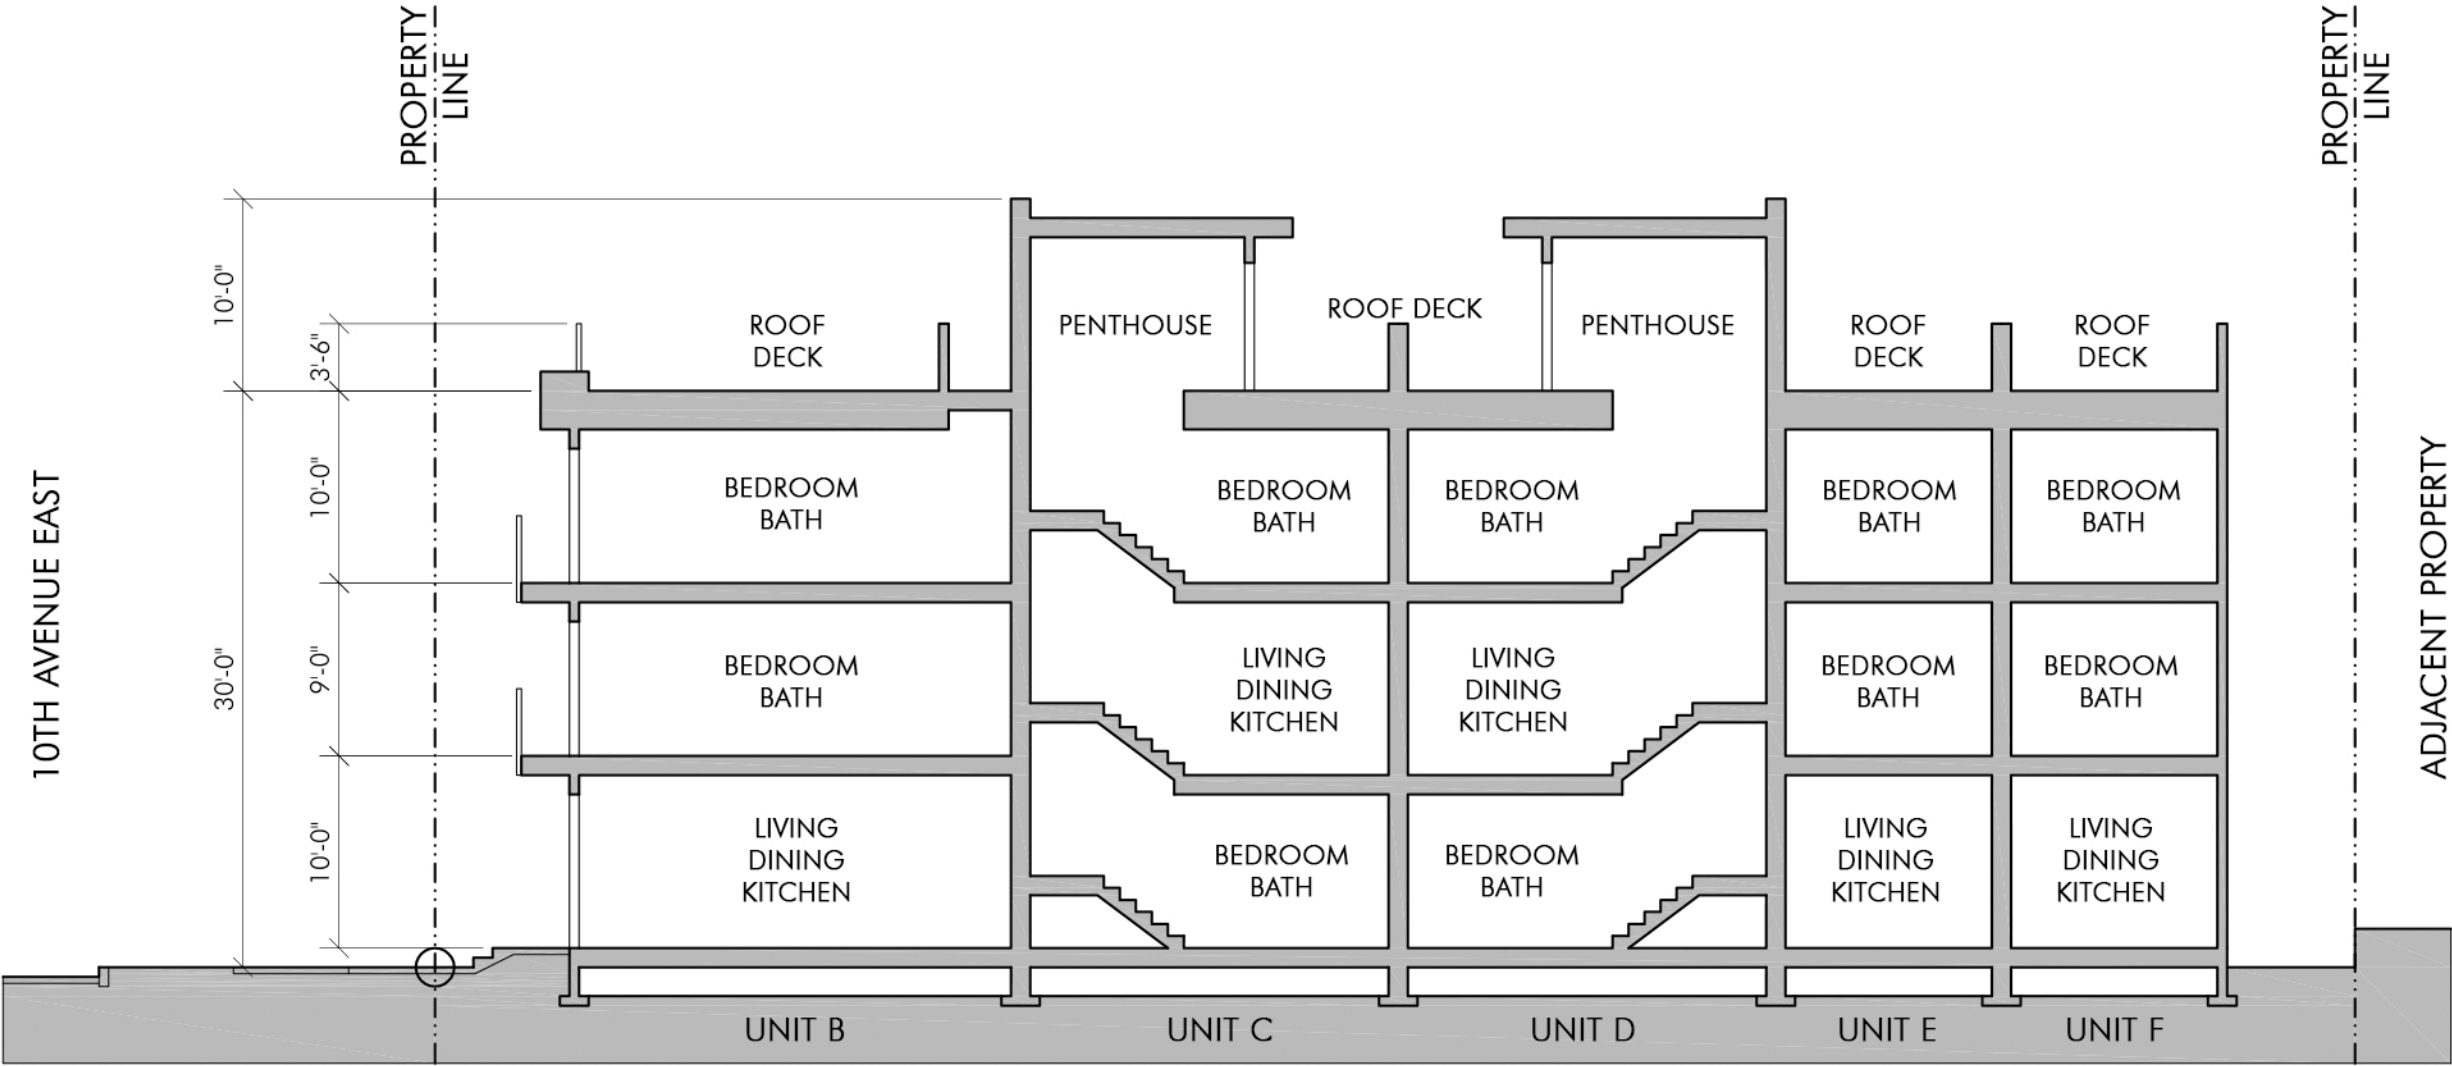 PROPERTY
LINE
PROPERTY
LINE
10'-0"
3'-6"
ROOF
DECK
PENTHOUSE
ROOF DECK
PENTHOUSE
ROOF
DECK
ROOF
DECK
10TH AVENUE EAST
30'-0"
10'-0"
9'-0"
10'-0"
BEDROOM
BATH
BEDROOM
BATH
BEDROOM
BATH
BEDROOM
BATH
BEDROOM
BATH
BEDROOM
BATH
LIVING
DINING
KITCHEN
LIVING
DINING
KITCHEN
BEDROOM
BATH
BEDROOM
BATH
LIVING
DINING
KITCHEN
BEDROOM
BATH
BEDROOM
BATH
LIVING
DINING
KITCHEN
LIVING
DINING
KITCHEN
ADJACENT PROPERTY
UNIT B
UNIT C
UNIT D
UNIT E
UNIT F